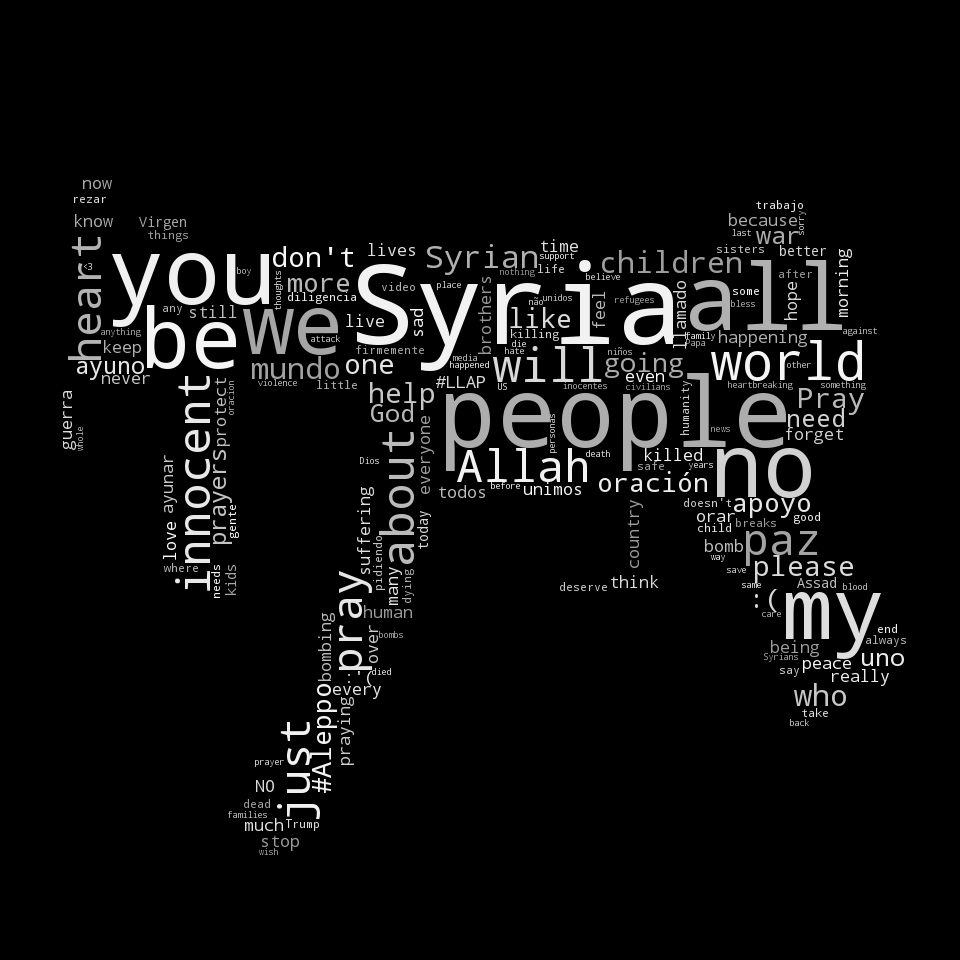 now
rezar
know
Virgen
things
heart
<3
you
boy
thoughts
don't
lives
more
diligencia
video
Syrian
time
support
life
nothing
children
believe
because
war
trabajo
sorry
last
sisters
better
morning
any
still
be
we
attack
live
sad
Syria
place
brothers
like
killing
die
hate
não
unidos
feel
refugees
llamado
family
Papa
all
some
bless
hope
after
against
happening
other
anything
keep
ayuno
never
mundo
one
firmemente
media
happened
will
US
going
niños
even
world
heartbreaking
something
guerra
whole
innocent
protect
oracion
violence
little
help
God
#LLAP
inocentes
civilians
humanity
people
news
Pray
need
forget
ayunar
prayers
gente
about
everyone
Dios
todos
Allah
before
unimos
personas
death
oración
safe
killed
years
no
love
where
needs
kids
suffering
pidiendo
today
many
dying
country
deserve
think
doesn't
apoyo
orar
child
breaks
good
bomb
way
paz
save
please
same
Assad
blood
:(
care
my
pray
human
over
bombs
bombing
died
every
praying
#Aleppo
just
being
Syrians
say
peace
end
always
uno
really
who
take
back
prayer
NO
dead
families
much
Trump
stop
wish